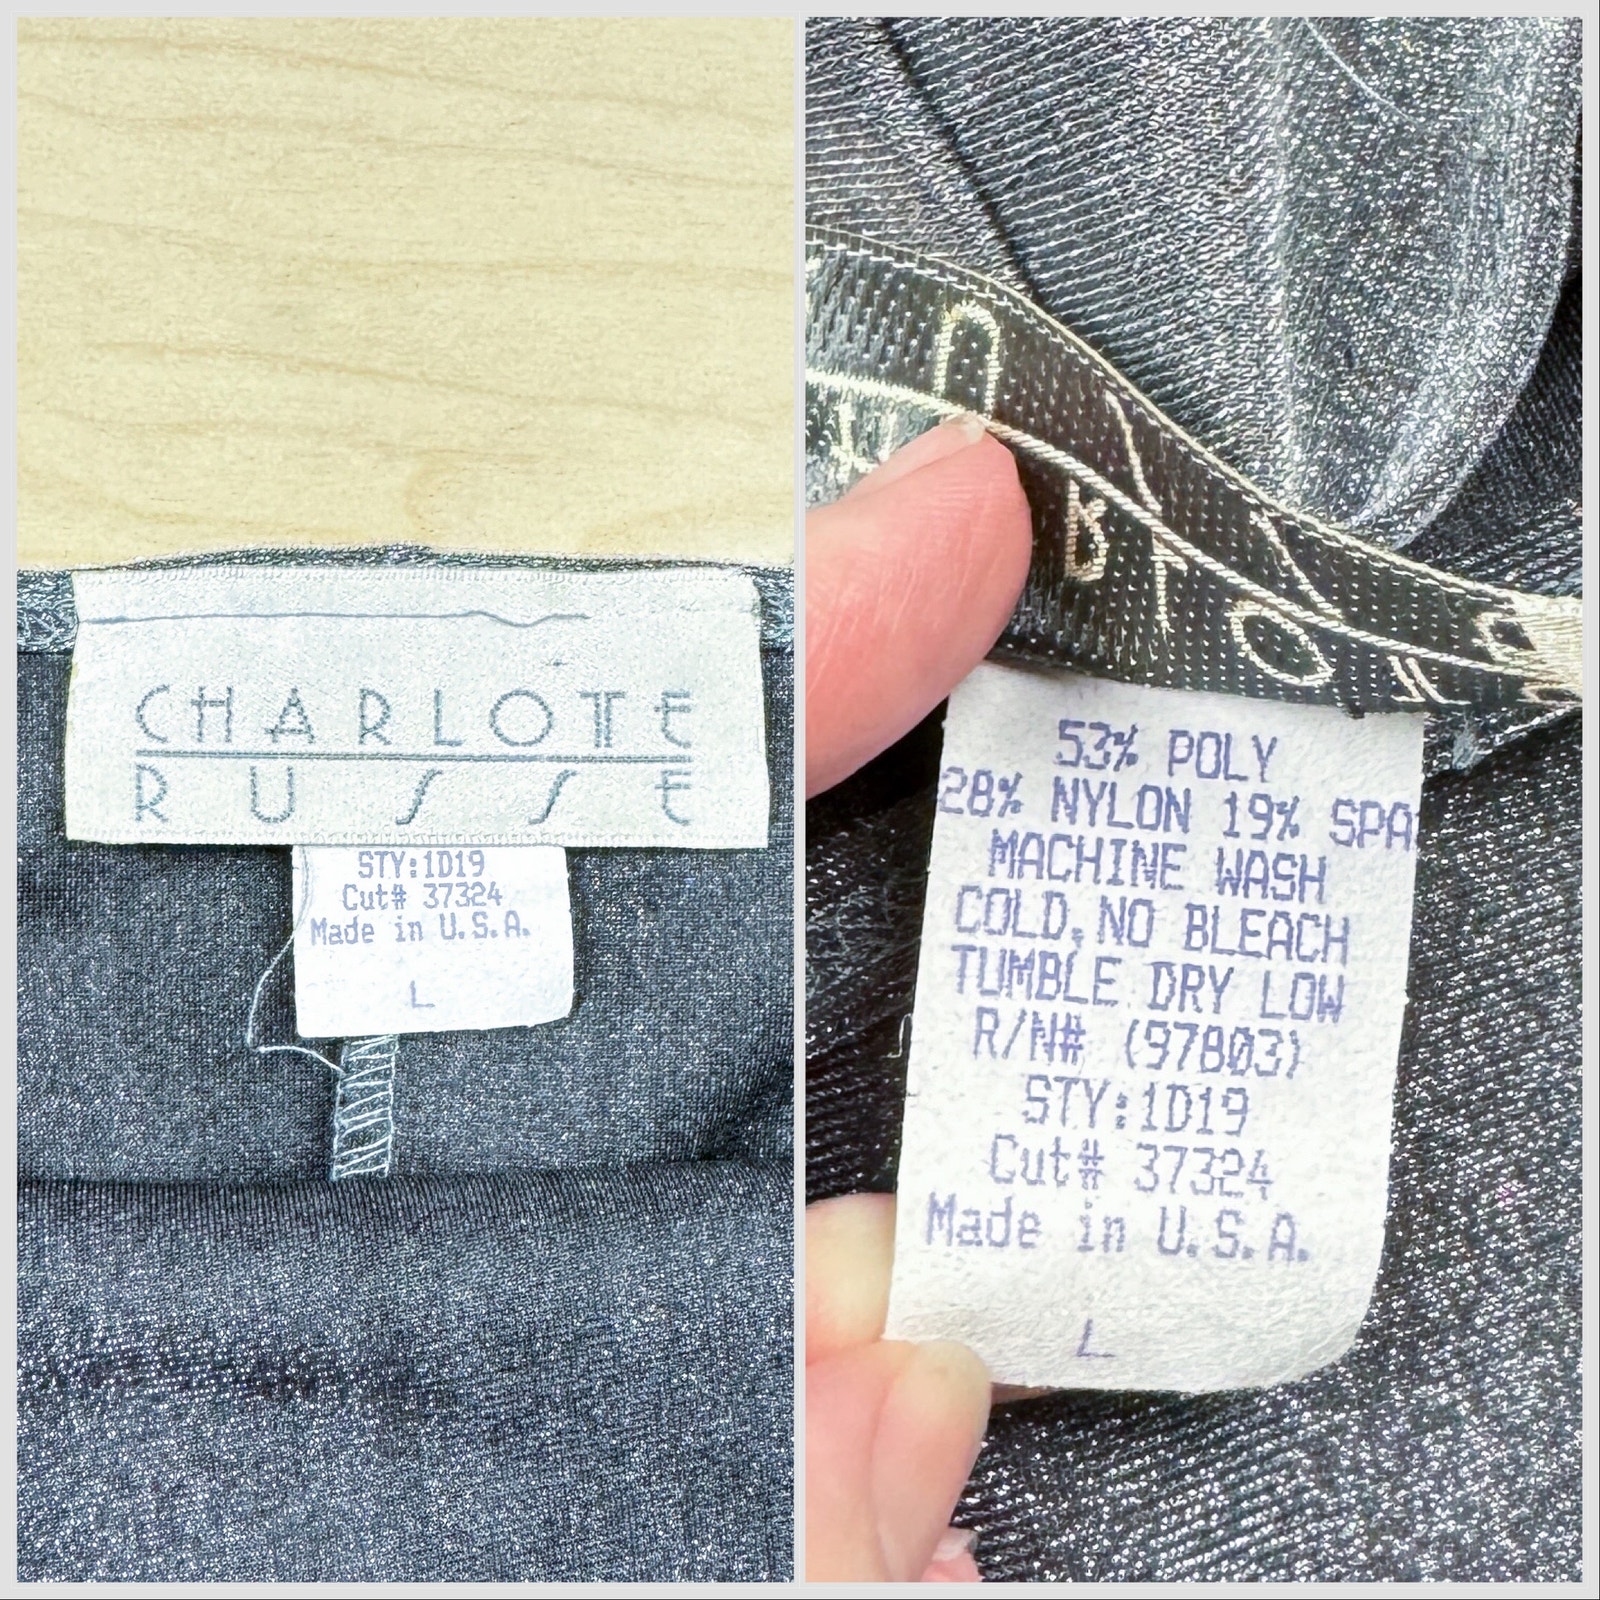 CHARLOTTE
RUSSE
STY:1D19
Cut# 37324
Made in U.S.A.
L
53% POLY
28% NYLON 19% SPA
MACHINE WASH
COLD,NO BLEACH
TUMBLE DRY LOW
R/N# (97803)
STY:1D19
Cut# 37324
Made in U.S.A.
L